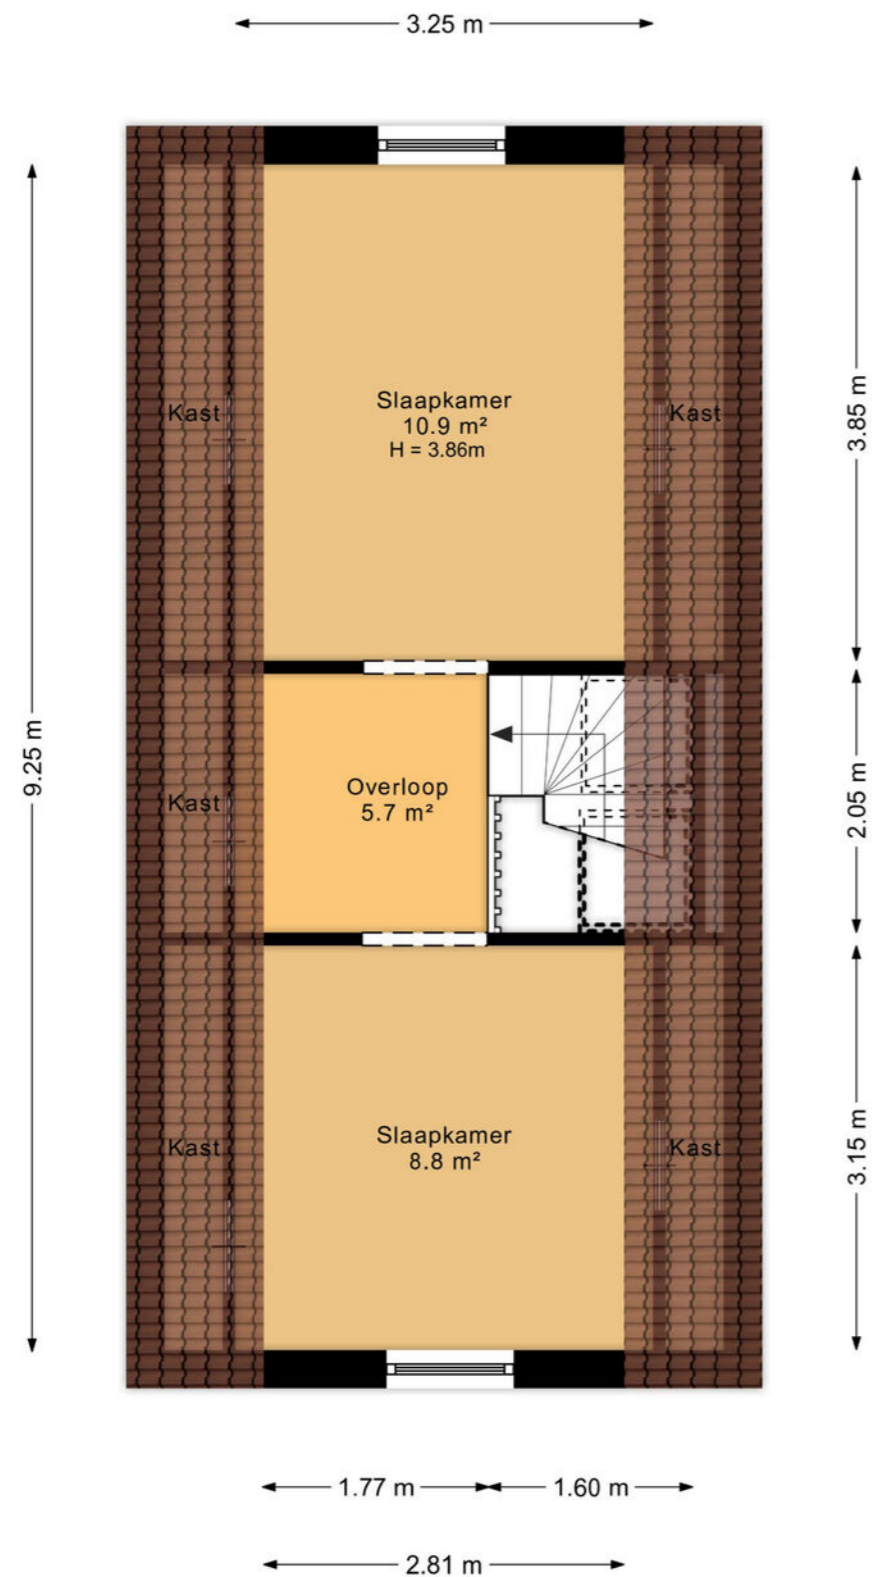 3.25 m
Slaapkamer
10.9 m²
H = 3.86m
Kast
Kast
3.85 m
9.25 m
Overloop
5.7 m²
Kast
2.05 m
Slaapkamer
8.8 m²
Kast
Kast
3.15 m
1.77 m
1.60 m
2.81 m